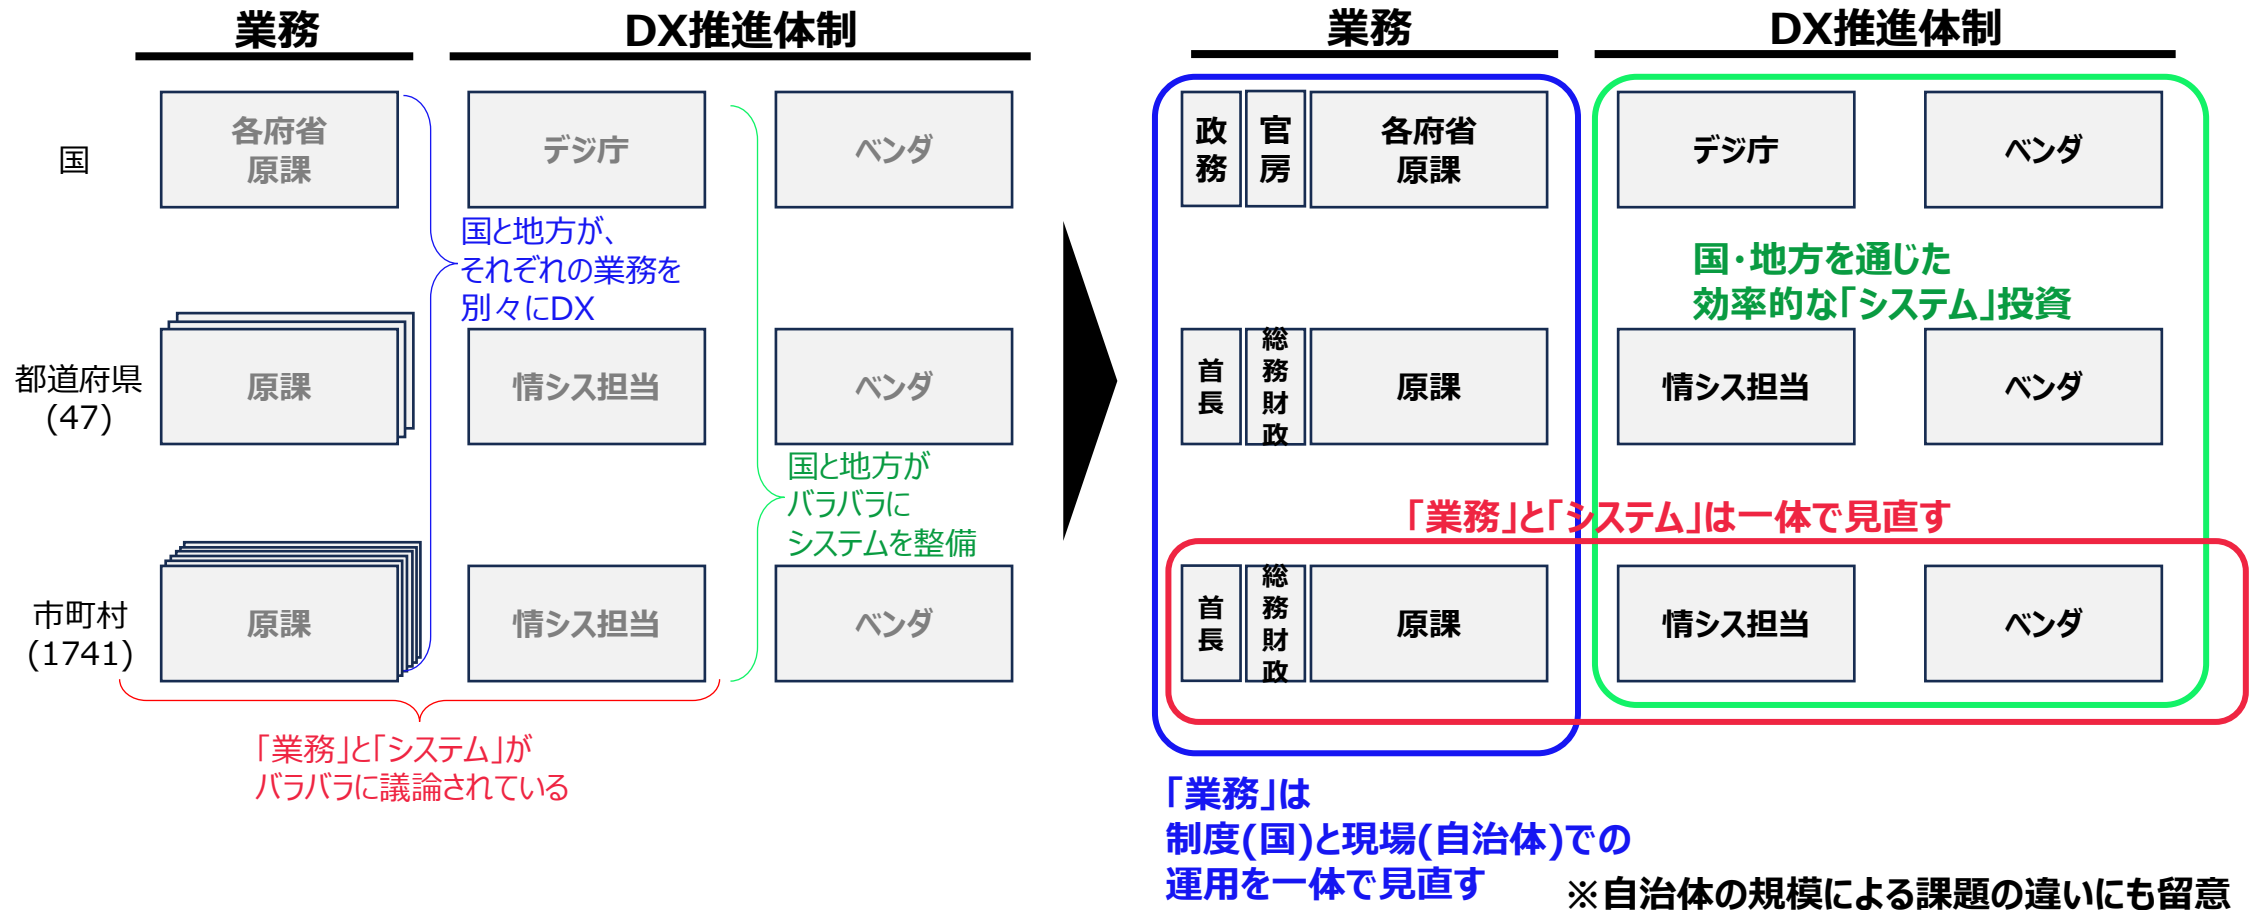 業務
DX推進体制
国
各府省
原課
デジ庁
ベンダ
国と地方が、
それぞれの業務を
別々にDX
都道府県
(47)
原課
情シス担当
ベンダ
国と地方が
バラバラに
システムを整備
市町村
(1741)
原課
情シス担当
ベンダ
「業務」と「システム」が
バラバラに議論されている
業務
DX推進体制
政務
官房
各府省
原課
デジ庁
ベンダ
国・地方を通じた
効率的な「システム」投資
首長
総務財政
原課
情シス担当
ベンダ
「業務」と「システム」は一体で見直す
首長
総務財政
原課
情シス担当
ベンダ
「業務」は
制度(国)と現場(自治体)での
運用を一体で見直す
※自治体の規模による課題の違いにも留意